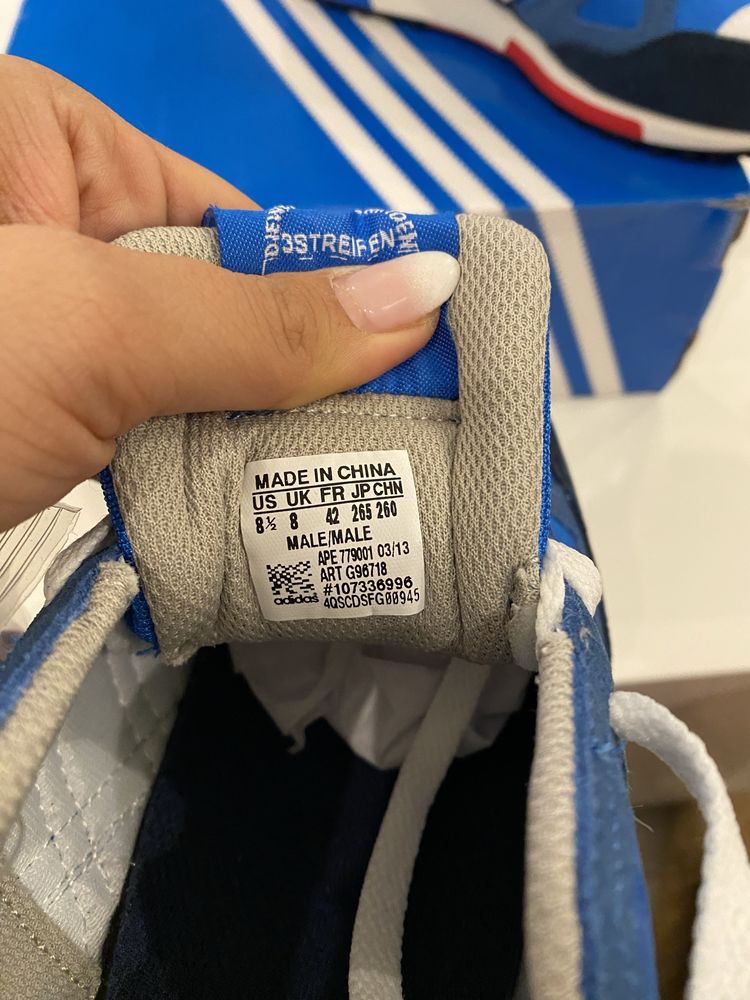 3STREIFEN
MADE IN CHINA
US UK FR JP CHN
8½ 8 42 265 260
MALE/MALE
APE 779001 03/13
ART G96718
#107336996
adidas 4QSCDSFG00945